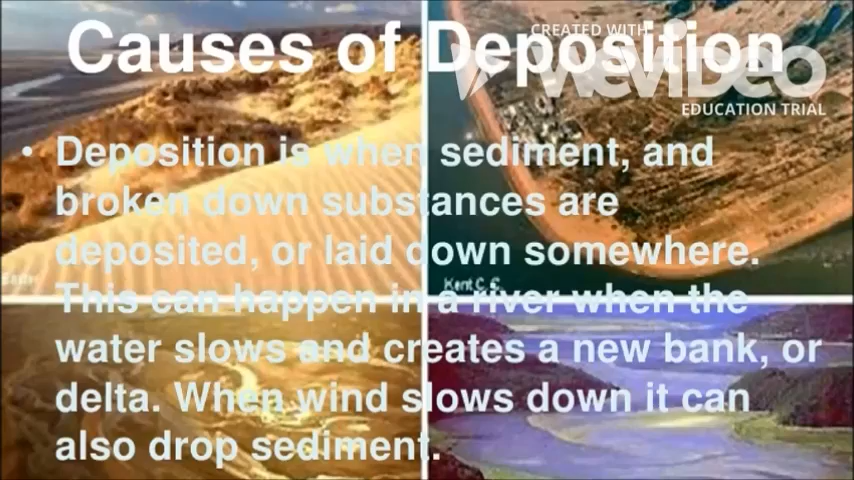 CREATED WITH
Causes of Deposition
WeVideo
EDUCATION TRIAL
• Deposition is when sediment, and
broken down substances are
deposited, or laid down somewhere.
Kent C. C.
This can happen in a river when the
water slows and creates a new bank, or
delta. When wind slows down it can
also drop sediment.